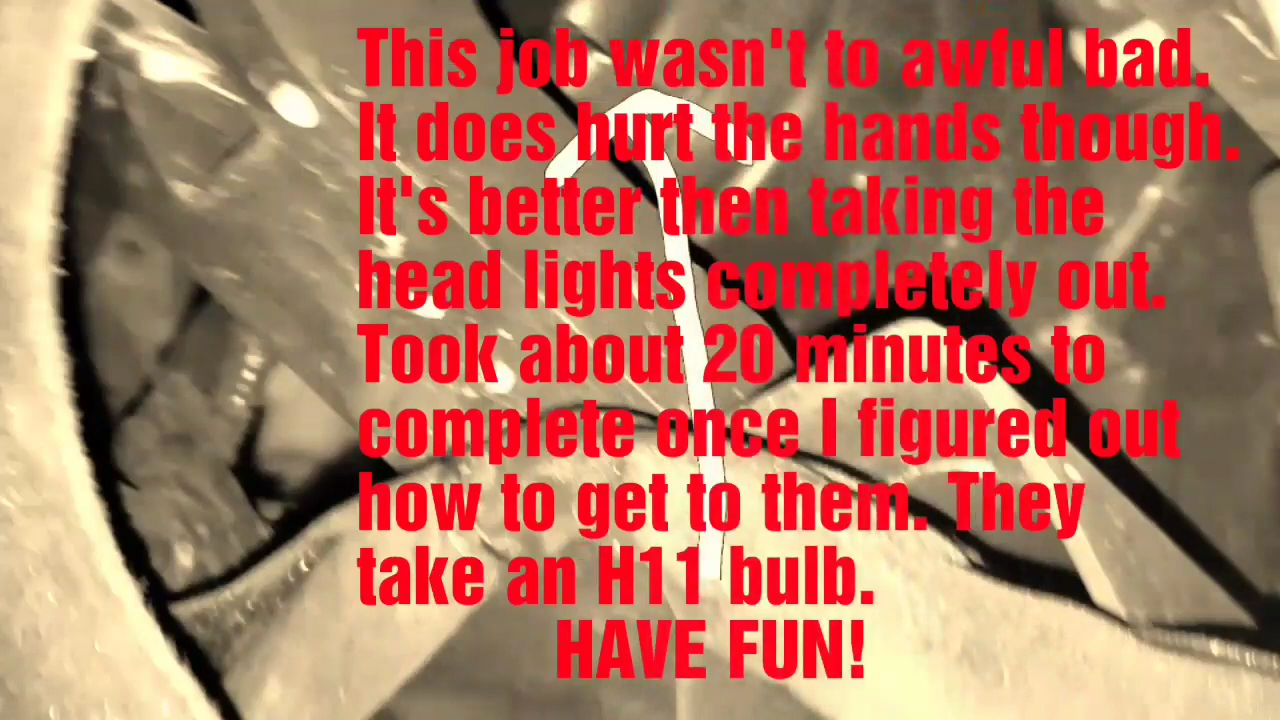 This job wasn't to awful bad.
It does hurt the hands though.
It's better then taking the
head lights completely out.
Took about 20 minutes to
complete once I figured out
how to get to them. They
take an H11 bulb.
HAVE FUN!